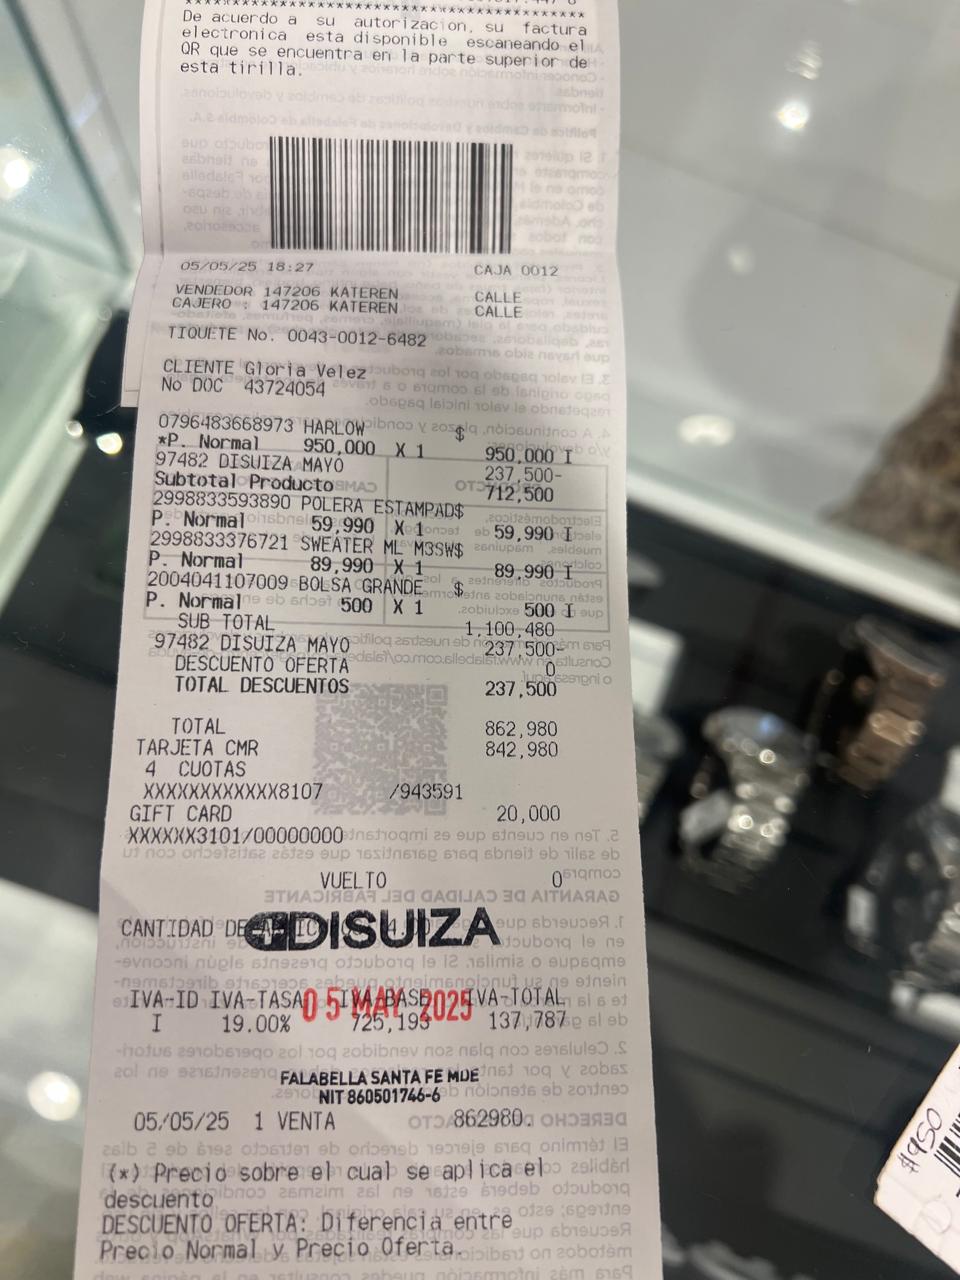 De acuerdo a su autorizacion, su factura
electronica esta disponible escaneando el
QR que se encuentra en la parte superior de
esta tirilla.
05/05/25 18:27 CAJA 0012
VENDEDOR 147206 KATEREN CALLE
CAJERO : 147206 KATEREN CALLE
TIQUETE No. 0043-0012-6482
CLIENTE Gloria Velez
No DOC 43724054
0796483668973 HARLOW $
*P. Normal 950,000 X 1 950,000 I
97482 DISUIZA MAYO 237,500-
Subtotal Producto 712,500
2998833593890 POLERA ESTAMPAD$
P. Normal 59,990 X 1 59,990 I
2998833376721 SWEATER ML M3SW$
P. Normal 89,990 X 1 89,990 I
2004041107009 BOLSA GRANDE $
P. Normal 500 X 1 500 I
SUB TOTAL 1,100,480
97482 DISUIZA MAYO 237,500-
DESCUENTO OFERTA 0
TOTAL DESCUENTOS 237,500
TOTAL 862,980
TARJETA CMR 842,980
4 CUOTAS
XXXXXXXXXXXX8107 /943591
GIFT CARD 20,000
XXXXXX3101/00000000
VUELTO 0
CANTIDAD DE
DISUIZA
IVA-ID IVA-TASA IVA-BASE IVA-TOTAL
05 MAY 2025
I 19.00% 725,193 137,787
FALABELLA SANTA FE MDE
NIT 860501746-6
05/05/25 1 VENTA 862980.
(*) Precio sobre el cual se aplica el
descuento
DESCUENTO OFERTA: Diferencia entre
Precio Normal y Precio Oferta.
$950